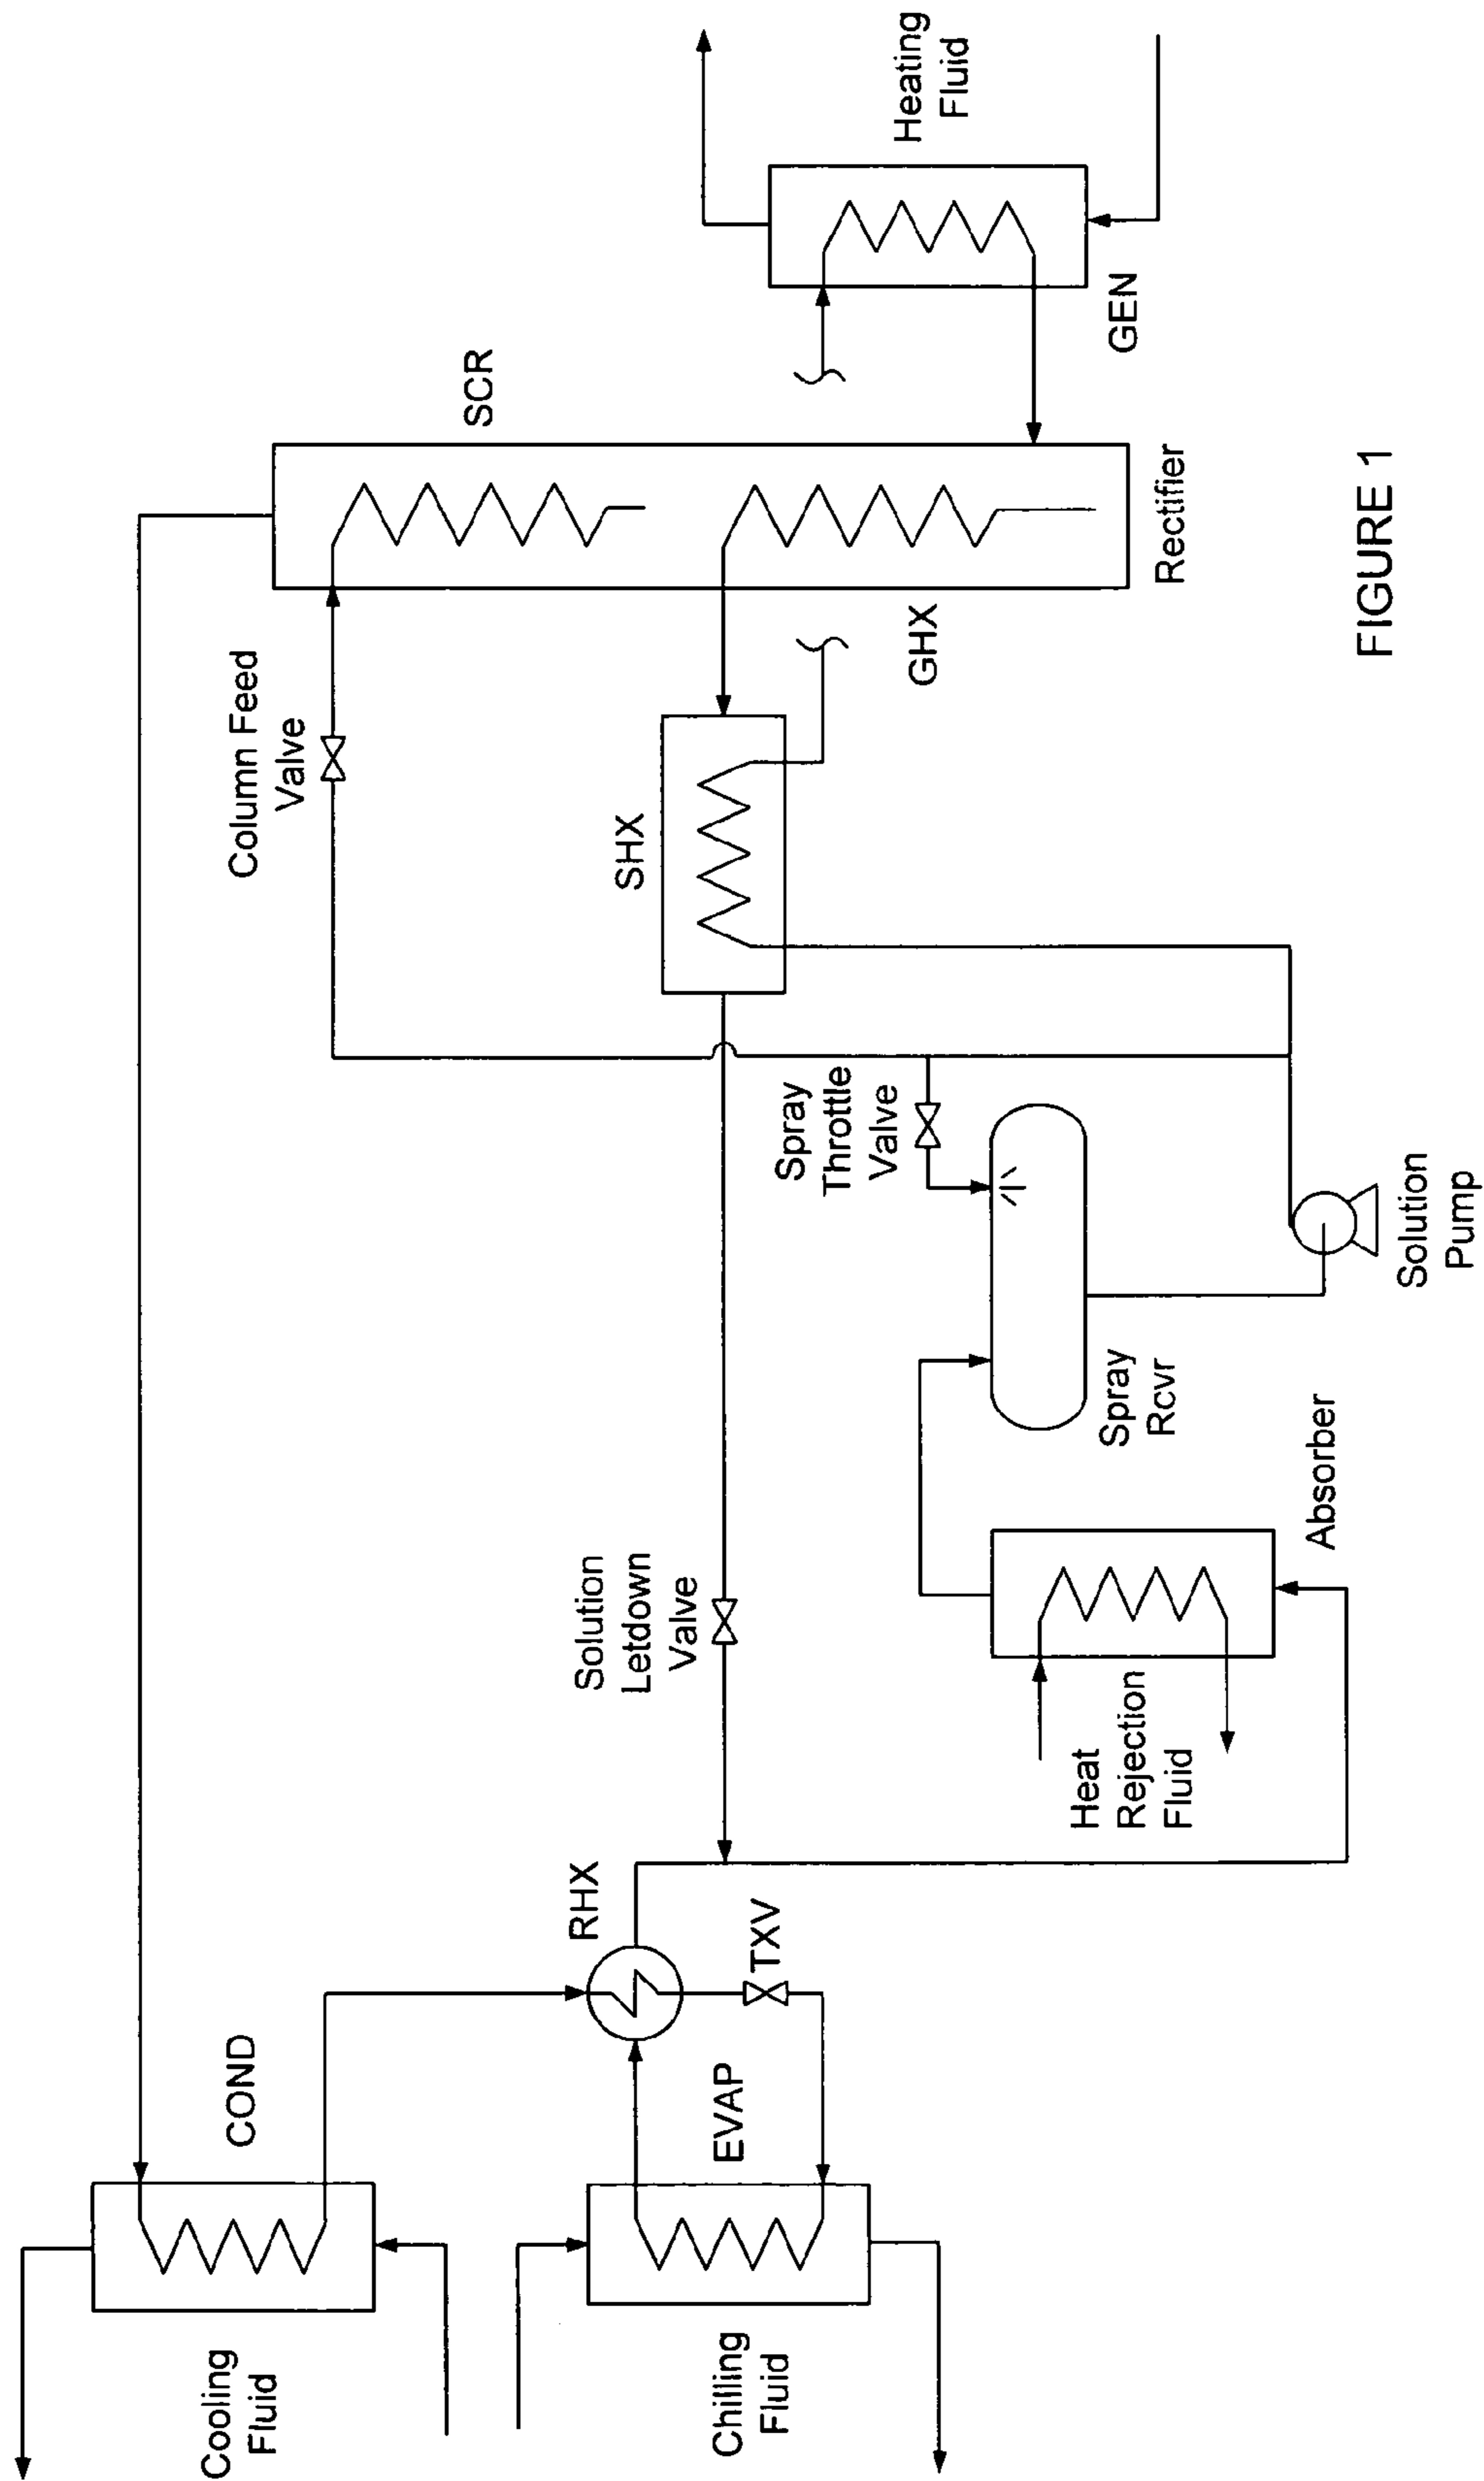 Cooling
Fluid
COND
Chilling
Fluid
EVAP
RHX
TXV
Solution
Letdown
Valve
Heat
Rejection
Fluid
Absorber
Spray
Rcvr
Spray
Throttle
Valve
Solution
Pump
SHX
Column Feed
Valve
GHX
SCR
Rectifier
GEN
Heating
Fluid
FIGURE 1